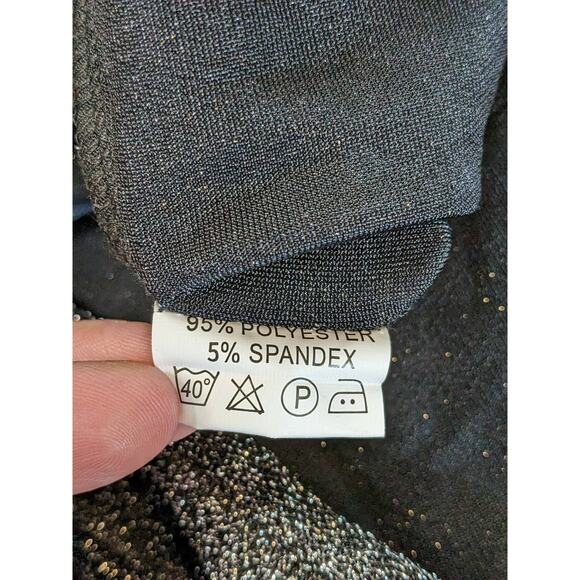 95% POLYESTER
5% SPANDEX
40° P